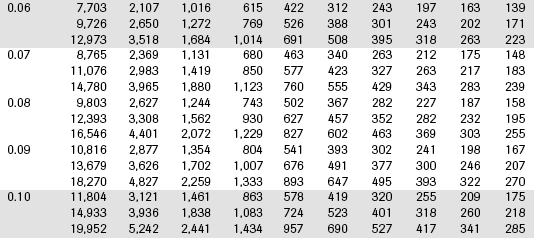 0.06 7,703 2,107 1,016 615 422 312 243 197 163 139
9,726 2,650 1,272 769 526 388 301 243 202 171
12,973 3,518 1,684 1,014 691 508 395 318 263 223
0.07 8,765 2,369 1,131 680 463 340 263 212 175 148
11,076 2,983 1,419 850 577 423 327 263 217 183
14,780 3,965 1,880 1,123 760 555 429 343 283 239
0.08 9,803 2,627 1,244 743 502 367 282 227 187 158
12,393 3,308 1,562 930 627 457 352 282 232 195
16,546 4,401 2,072 1,229 827 602 463 369 303 255
0.09 10,816 2,877 1,354 804 541 393 302 241 198 167
13,679 3,626 1,702 1,007 676 491 377 300 246 207
18,270 4,827 2,259 1,333 893 647 495 393 322 270
0.10 11,804 3,121 1,461 863 578 419 320 255 209 175
14,933 3,936 1,838 1,083 724 523 401 318 260 218
19,952 5,242 2,441 1,434 957 690 527 417 341 285